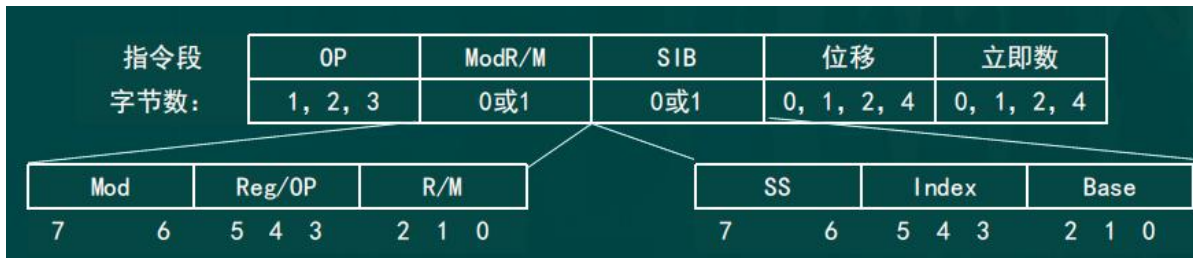 指令段 OP ModR/M SIB 位移 立即数
字节数： 1, 2, 3 0或1 0或1 0, 1, 2, 4 0, 1, 2, 4
Mod Reg/OP R/M SS Index Base
7 6 5 4 3 2 1 0 7 6 5 4 3 2 1 0